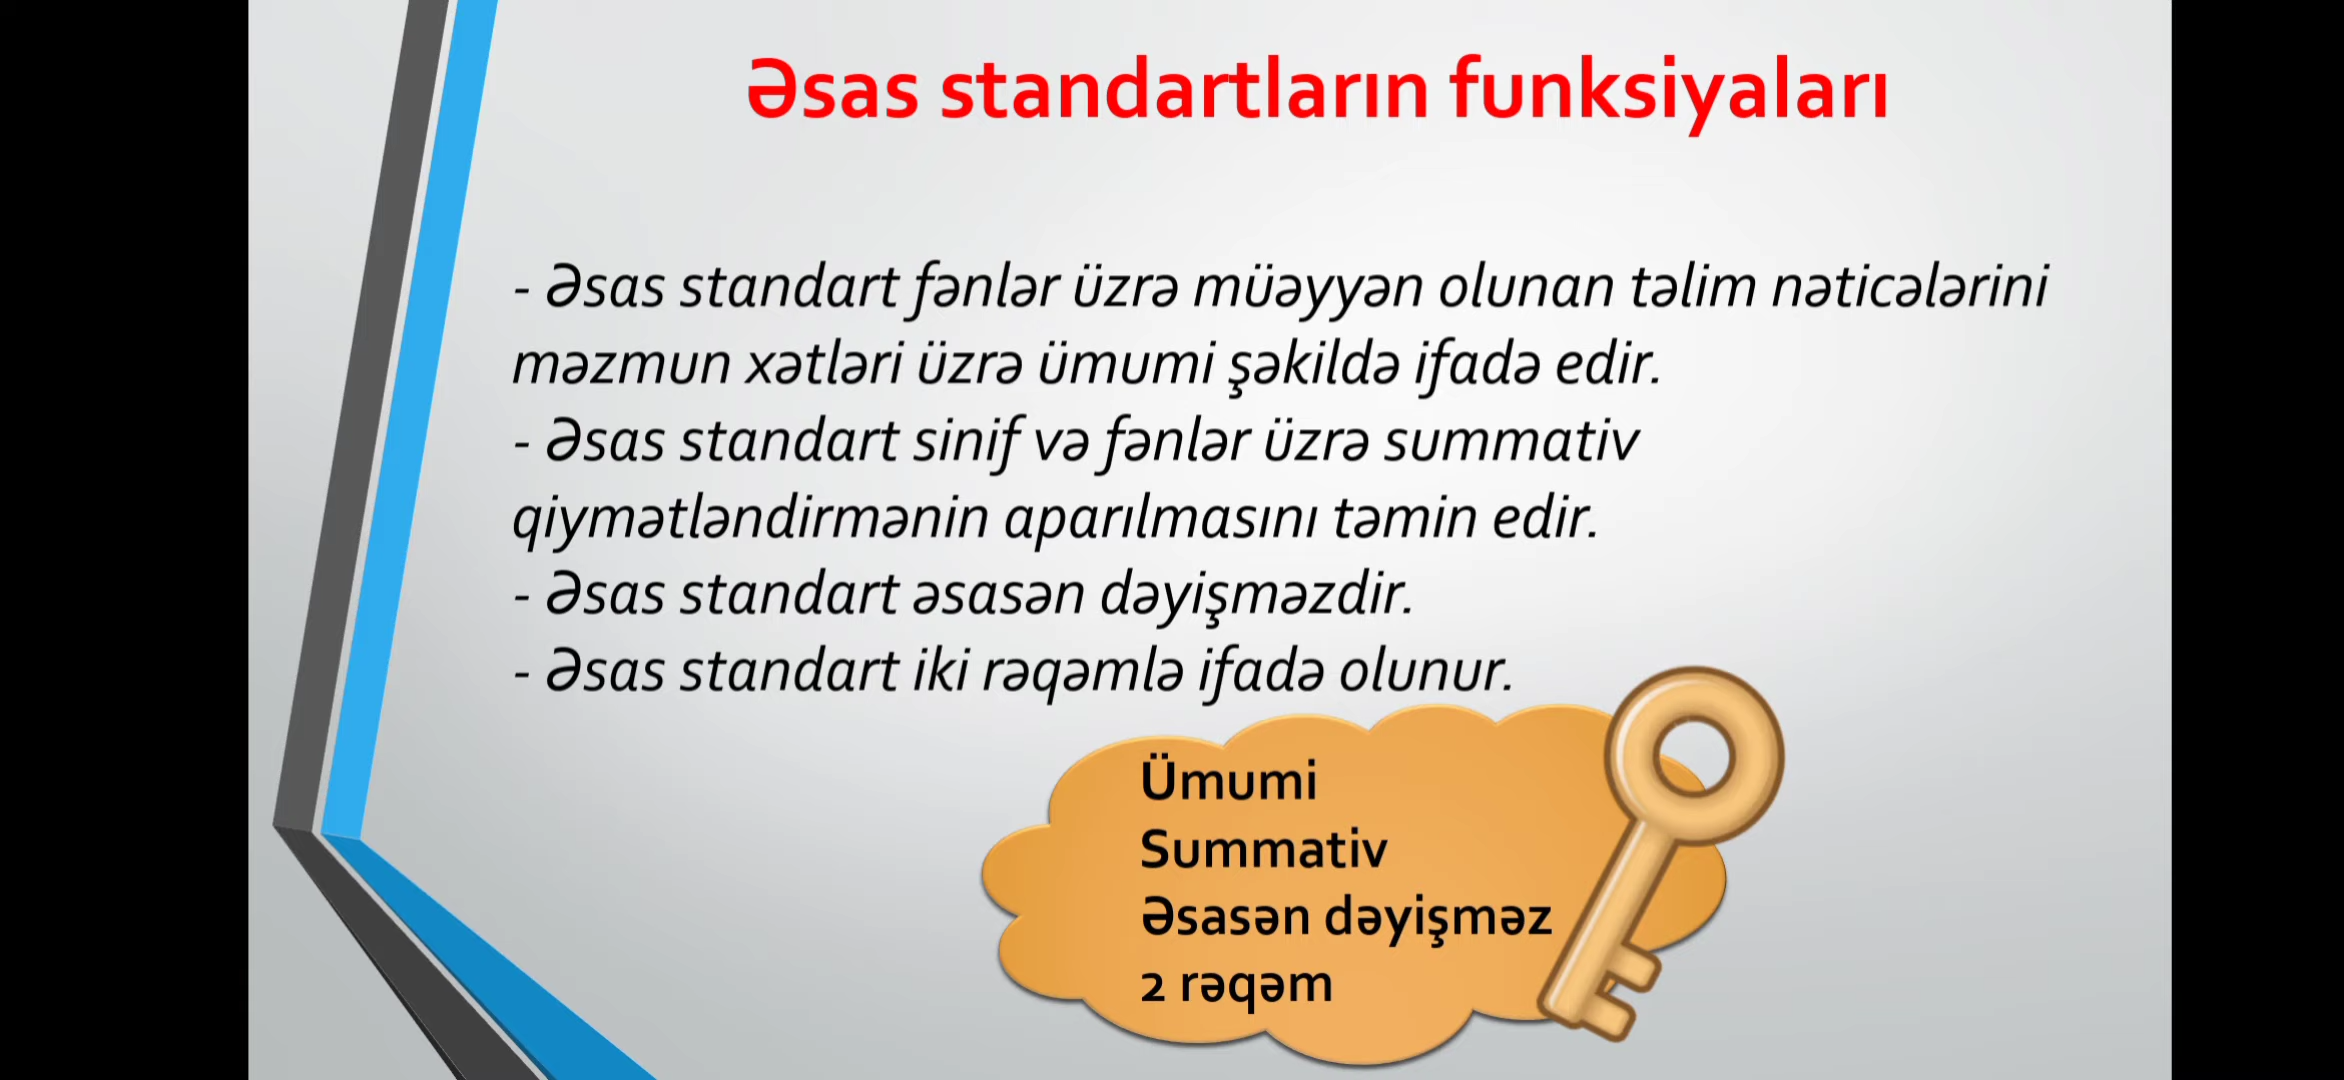 Əsas standartların funksiyaları
- Əsas standart fənlər üzrə müəyyən olunan təlim nəticələrini
məzmun xətləri üzrə ümumi şəkildə ifadə edir.
- Əsas standart sinif və fənlər üzrə summativ
qiymətləndirmənin aparılmasını təmin edir.
- Əsas standart əsasən dəyişməzdir.
- Əsas standart iki rəqəmlə ifadə olunur.
Ümumi
Summativ
Əsasən dəyişməz
2 rəqəm